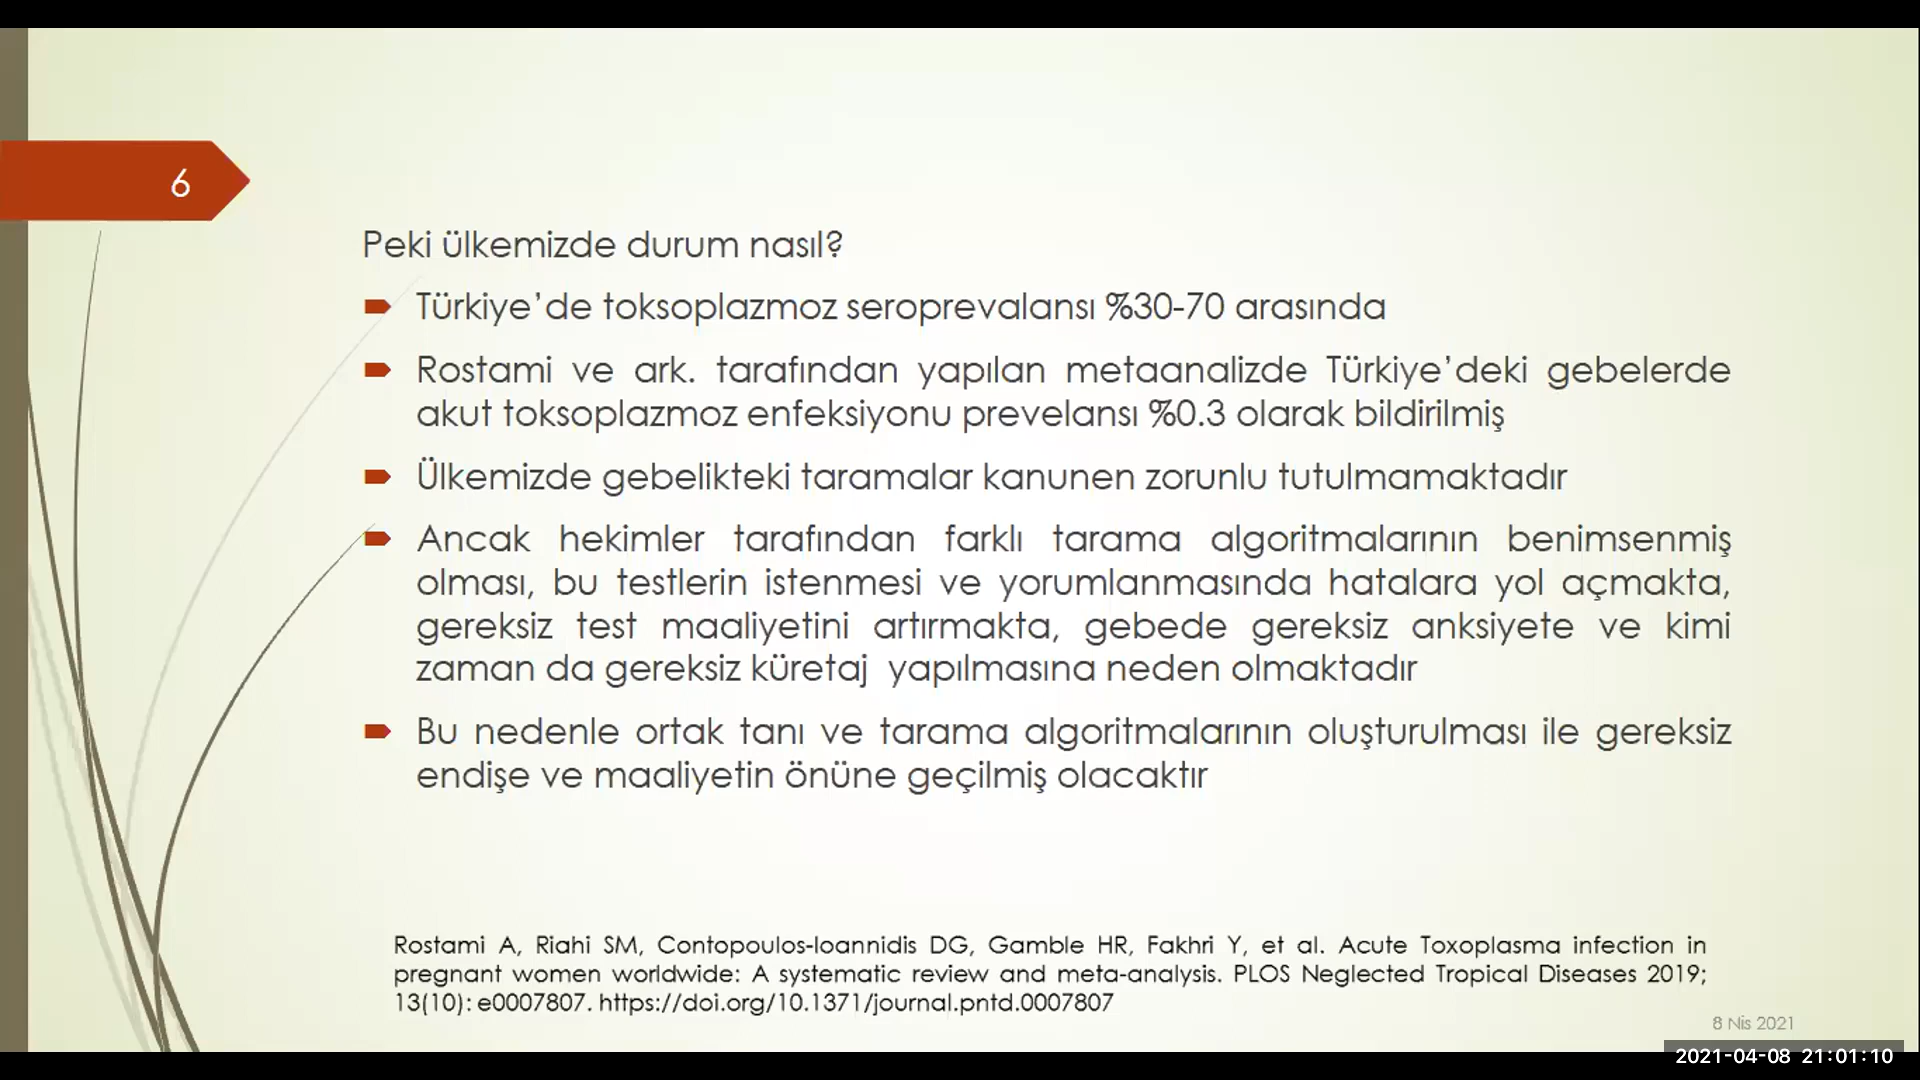 6
Peki ülkemizde durum nasıl?
Türkiye’de toksoplazmoz seroprevalansı %30-70 arasında
Rostami ve ark. tarafından yapılan metaanalizde Türkiye’deki gebelerde
akut toksoplazmoz enfeksiyonu prevelansı %0.3 olarak bildirilmiş
Ülkemizde gebelikteki taramalar kanunen zorunlu tutulmamaktadır
Ancak hekimler tarafından farklı tarama algoritmalarının benimsenmiş
olması, bu testlerin istenmesi ve yorumlanmasında hatalara yol açmakta,
gereksiz test maaliyetini artırmakta, gebede gereksiz anksiyete ve kimi
zaman da gereksiz küretaj yapılmasına neden olmaktadır
Bu nedenle ortak tanı ve tarama algoritmalarının oluşturulması ile gereksiz
endişe ve maaliyetin önüne geçilmiş olacaktır
Rostami A, Riahi SM, Contopoulos-Ioannidis DG, Gamble HR, Fakhri Y, et al. Acute Toxoplasma infection in
pregnant women worldwide: A systematic review and meta-analysis. PLOS Neglected Tropical Diseases 2019;
13(10): e0007807. https://doi.org/10.1371/journal.pntd.0007807
8 Nis 2021
2021-04-08 21:01:10